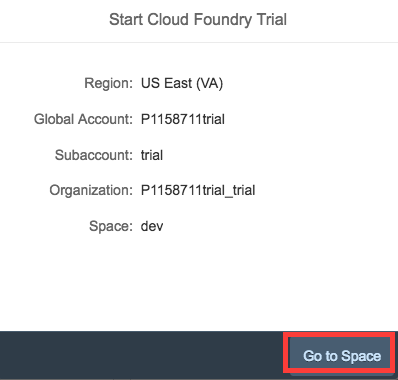 Start Cloud Foundry Trial
Region: US East (VA)
Global Account: P1158711trial
Subaccount: trial
Organization: P1158711trial_trial
Space: dev
Go to Space